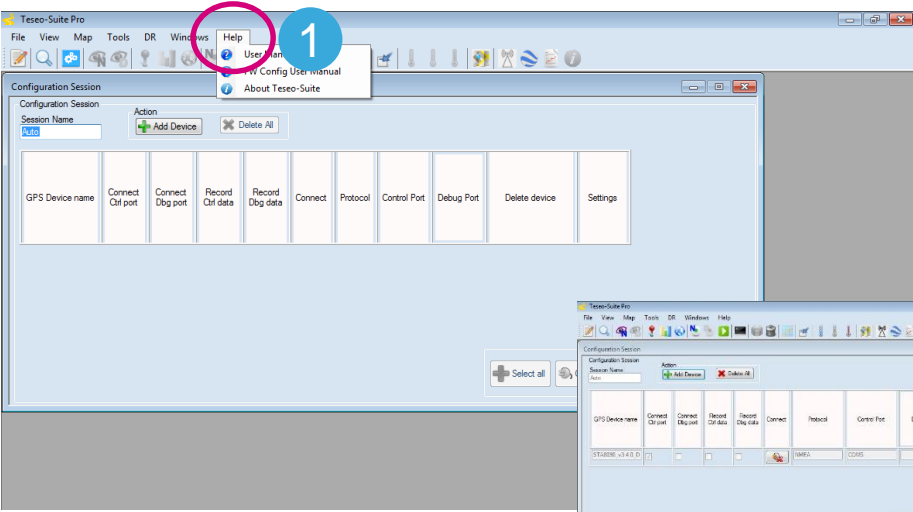 Teseo-Suite Pro
File View Map Tools DR Windows Help
1
User Man
FW Config User Manual
About Teseo-Suite
Configuration Session
Configuration Session
Session Name
Action
Auto
Add Device
Delete All
GPS Device name
Connect Ctrl port
Connect Dbg port
Record Ctrl data
Record Dbg data
Connect
Protocol
Control Port
Debug Port
Delete device
Settings
Select all
Teseo-Suite Pro
File View Map Tools DR Windows Help
Configuration Session
Configuration Session
Session Name
Action
Auto
Add Device
Delete All
GPS Device name
Connect Ctrl port
Connect Dbg port
Record Ctrl data
Record Dbg data
Connect
Protocol
Control Port
NMEA
COM5